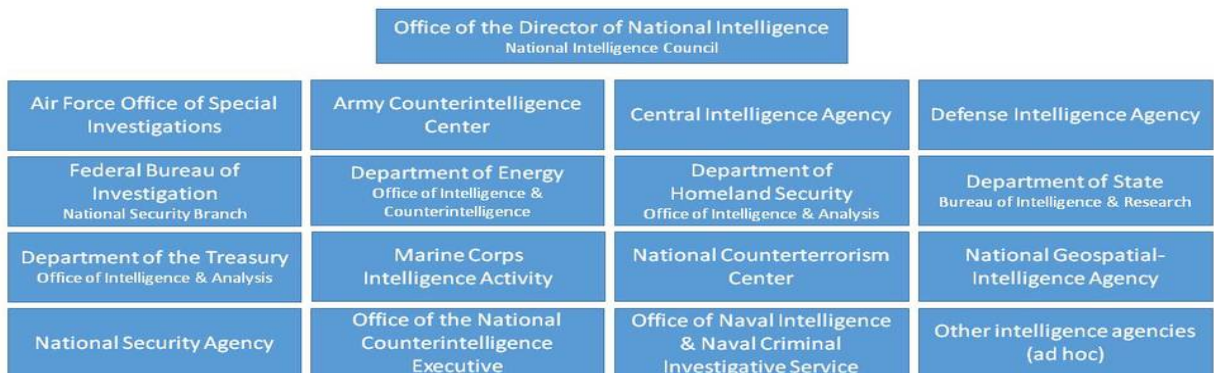 Office of the Director of National Intelligence
National Intelligence Council
Air Force Office of Special
Investigations
Army Counterintelligence
Center
Central Intelligence Agency
Defense Intelligence Agency
Federal Bureau of
Investigation
National Security Branch
Department of Energy
Office of Intelligence &
Counterintelligence
Department of
Homeland Security
Office of Intelligence & Analysis
Department of State
Bureau of Intelligence & Research
Department of the Treasury
Office of Intelligence & Analysis
Marine Corps
Intelligence Activity
National Counterterrorism
Center
National Geospatial-
Intelligence Agency
National Security Agency
Office of the National
Counterintelligence
Executive
Office of Naval Intelligence
& Naval Criminal
Investigative Service
Other intelligence agencies
(ad hoc)